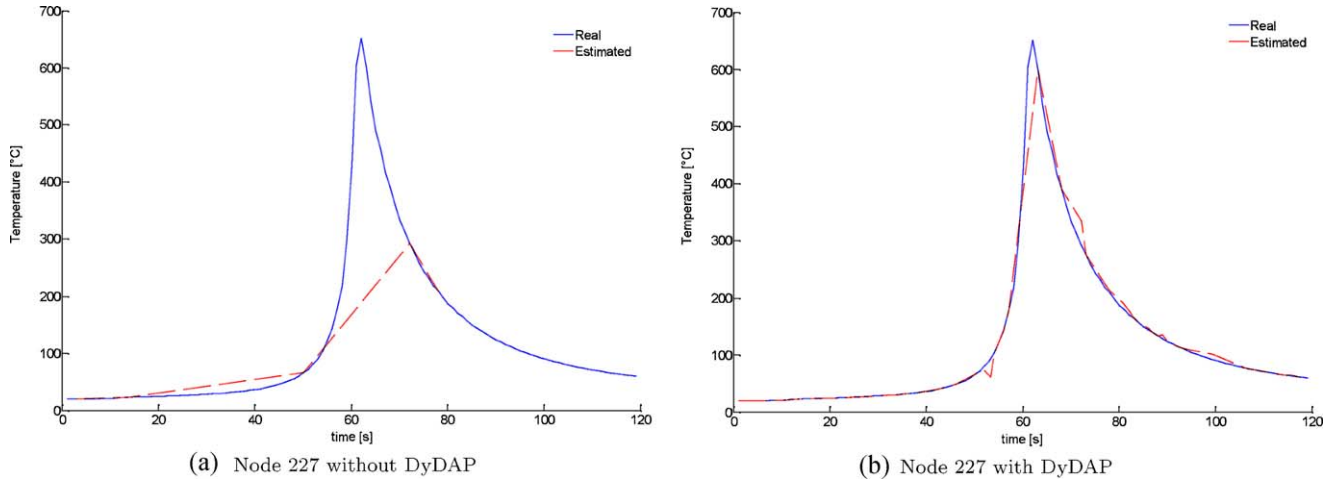 700
600
500
400
300
200
100
0
0 20 40 60 80 100 120
Temperature [°C]
time [s]
Real
Estimated
(a) Node 227 without DyDAP
700
600
500
400
300
200
100
0
0 20 40 60 80 100 120
Temperature [°C]
time [s]
Real
Estimated
(b) Node 227 with DyDAP